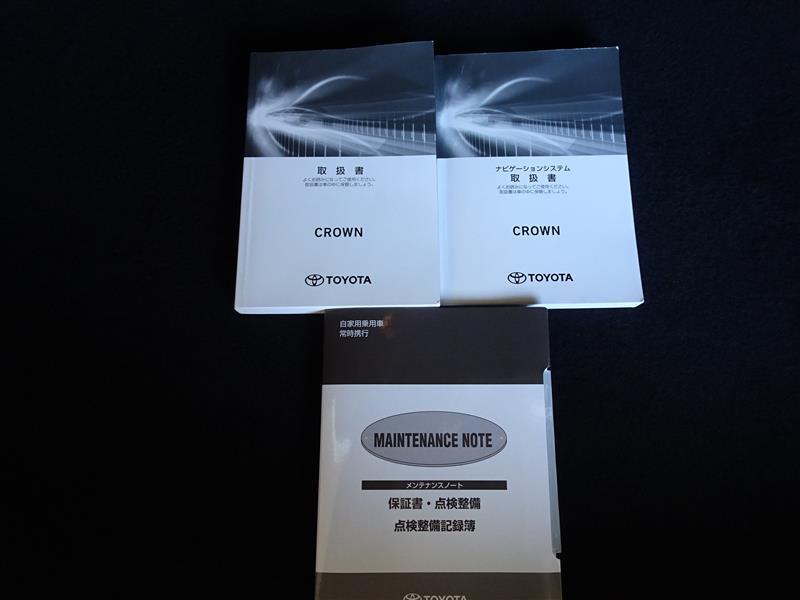 取扱書
よくお読みになってご使用ください。
取扱書は車の中に保管しましょう。
CROWN
TOYOTA
ナビゲーションシステム
取扱書
よくお読みになってご使用ください。
取扱書は車の中に保管しましょう。
CROWN
TOYOTA
自家用乗用車
常時携行
MAINTENANCE NOTE
メンテナンスノート
保証書・点検整備
点検整備記録簿
TOYOTA